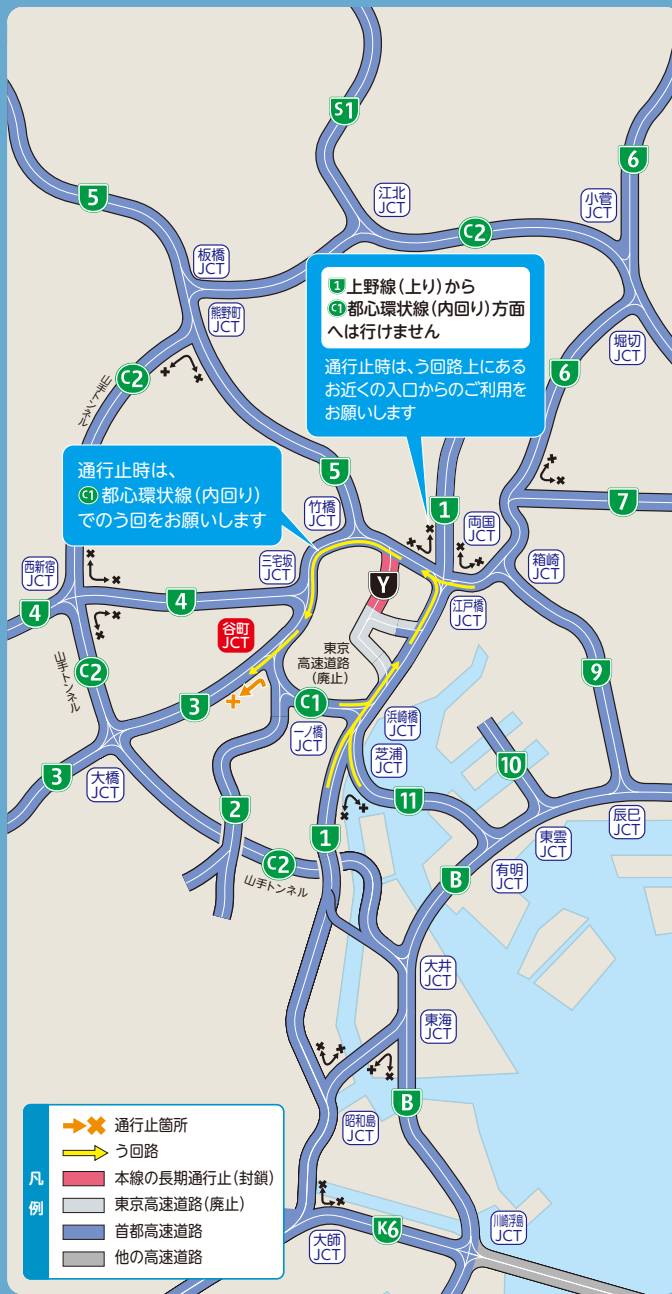 S1
6
5
江北
JCT
小菅
JCT
C2
板橋
JCT
熊野町
JCT
1 上野線(上り)から
C1 都心環状線(内回り)方面
へは行けません
通行止時は、う回路上にある
お近くの入口からのご利用を
お願いします
堀切
JCT
山手トンネル
C2
6
通行止時は、
C1 都心環状線(内回り)
でのう回をお願いします
5
竹橋
JCT
1
両国
JCT
7
西新宿
JCT
三宅坂
JCT
箱崎
JCT
4
4
Y
江戸橋
JCT
谷町
JCT
東京
高速道路
(廃止)
山手トンネル
C2
9
3
C1
一ノ橋
JCT
浜崎橋
JCT
芝浦
JCT
3
大橋
JCT
10
11
2
1
東雲
JCT
辰巳
JCT
C2
山手トンネル
有明
JCT
B
大井
JCT
東海
JCT
B
昭和島
JCT
大師
JCT
K6
川崎浮島
JCT
凡例
通行止箇所
う回路
本線の長期通行止(封鎖)
東京高速道路(廃止)
首都高速道路
他の高速道路